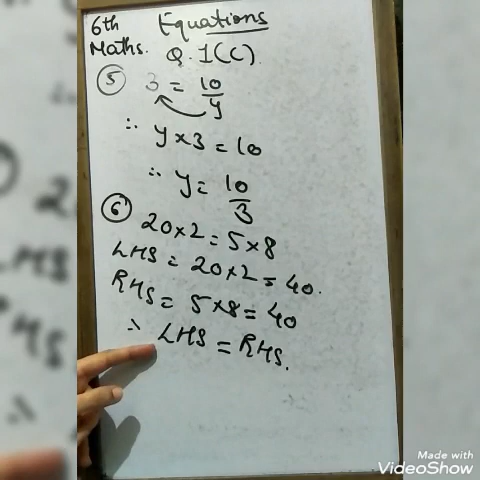 6th Equations
Maths. Q.1(C)
⑤ 3 = 10/y
∴ y×3=10
∴ y= 10/3
⑥ 20×2=5×8
LHS = 20×2=40.
RHS= 5×8=40
∴ LHS = RHS.
Made with
VideoShow